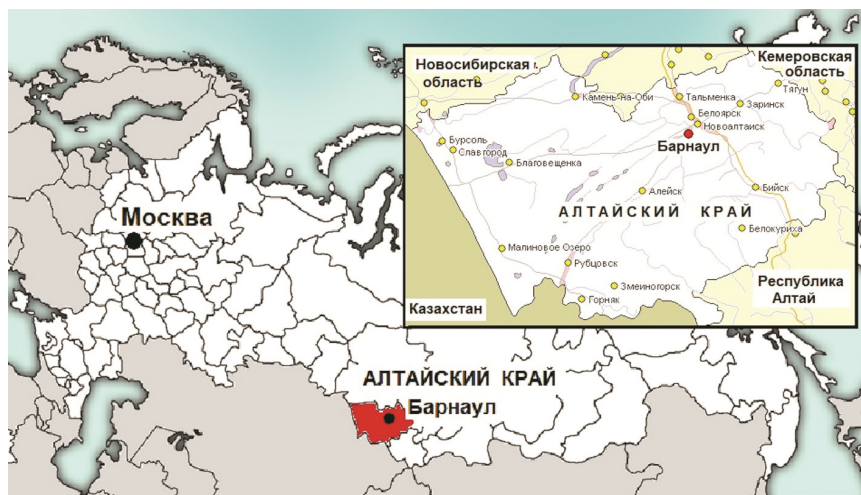 Москва
АЛТАЙСКИЙ КРАЙ
Барнаул
Новосибирская
область
Кемеровская
область
Тягун
Камень-на-Оби
Тальменка
Заринск
Белоярск
Новоалтайск
Барнаул
Бурсоль
Славгород
Благовещенка
Алейск
Бийск
АЛТАЙСКИЙ КРАЙ
Белокуриха
Малиновое Озеро
Рубцовск
Змеиногорск
Горняк
Республика
Алтай
Казахстан